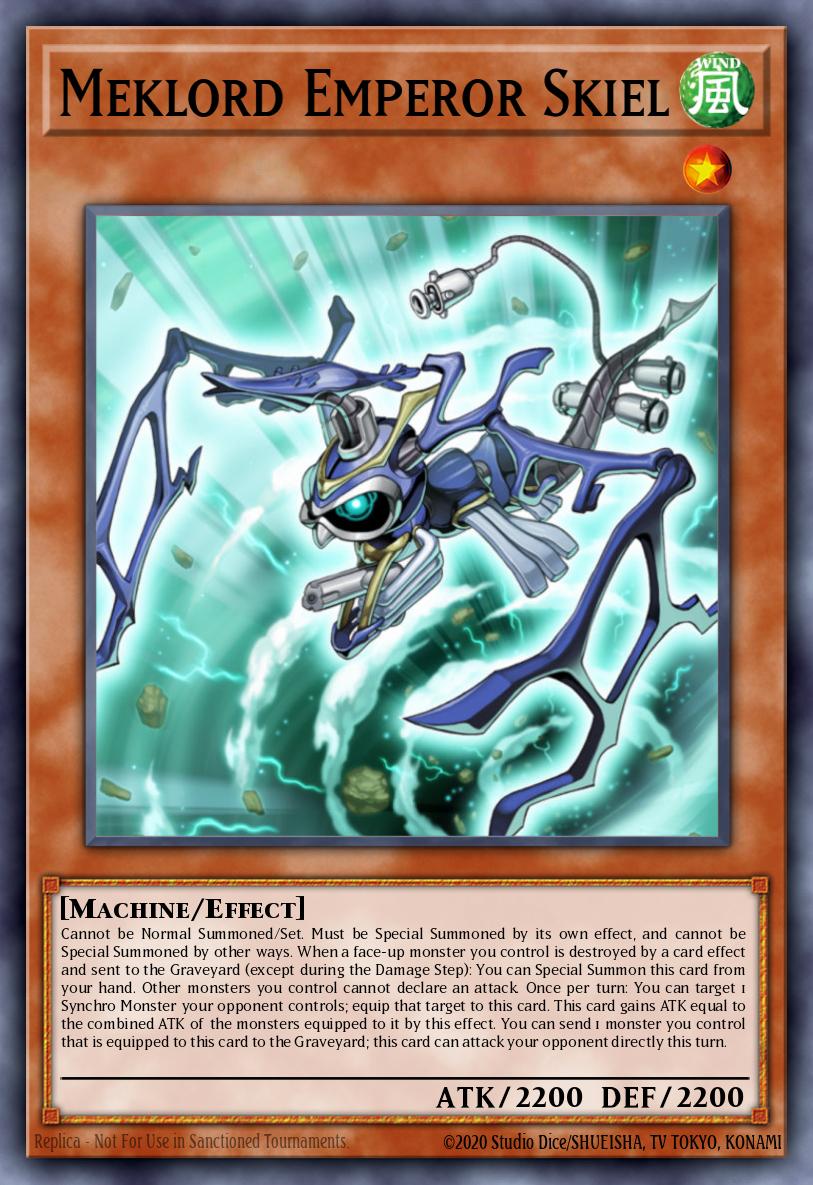 Meklord Emperor Skiel
WIND
風
[Machine/Effect]
Cannot be Normal Summoned/Set. Must be Special Summoned by its own effect, and cannot be
Special Summoned by other ways. When a face-up monster you control is destroyed by a card effect
and sent to the Graveyard (except during the Damage Step): You can Special Summon this card from
your hand. Other monsters you control cannot declare an attack. Once per turn: You can target 1
Synchro Monster your opponent controls; equip that target to this card. This card gains ATK equal to
the combined ATK of the monsters equipped to it by this effect. You can send 1 monster you control
that is equipped to this card to the Graveyard; this card can attack your opponent directly this turn.
ATK/2200 DEF/2200
Replica - Not For Use in Sanctioned Tournaments.
©2020 Studio Dice/SHUEISHA, TV TOKYO, KONAMI